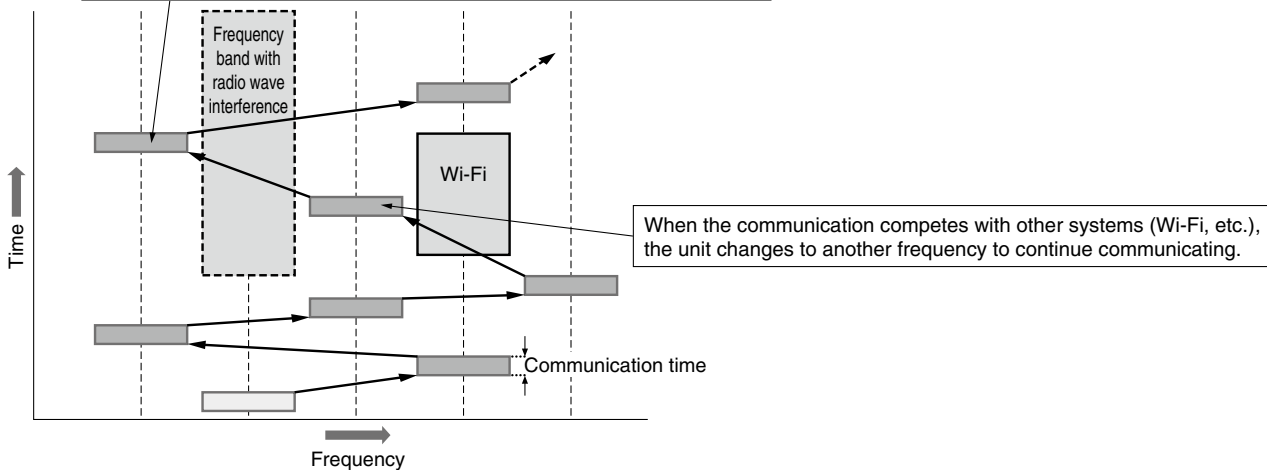 Frequency
band with
radio wave
interference
Wi-Fi
When the communication competes with other systems (Wi-Fi, etc.),
the unit changes to another frequency to continue communicating.
Communication time
Time
Frequency